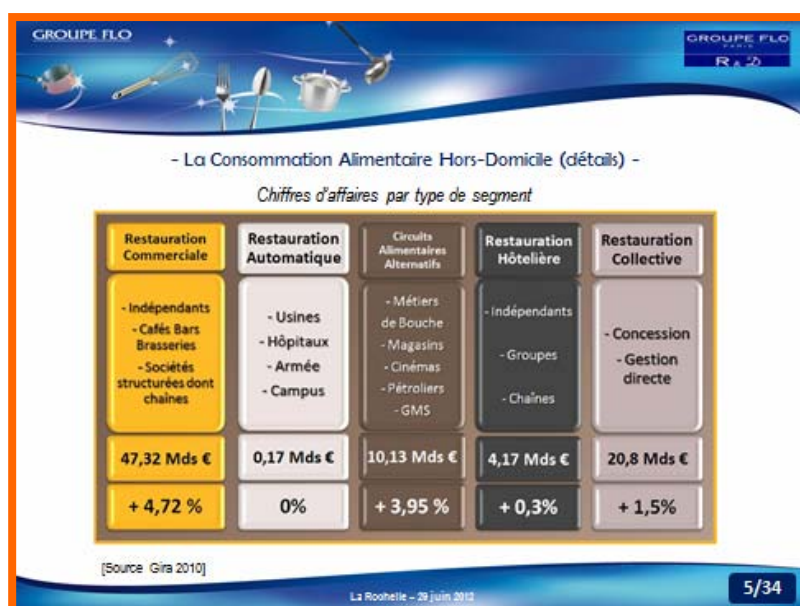 GROUPE FLO
GROUPE FLO
PARIS
R & D
- La Consommation Alimentaire Hors-Domicile (détails) -
Chiffres d'affaires par type de segment
Restauration
Commerciale
- Indépendants
- Cafés Bars
Brasseries
- Sociétés
structurées dont
chaînes
47,32 Mds €
+ 4,72 %
Restauration
Automatique
- Usines
- Hôpitaux
- Armée
- Campus
0,17 Mds €
0%
Circuits
Alimentaires
Alternatifs
- Métiers
de Bouche
- Magasins
- Cinémas
- Pétroliers
- GMS
10,13 Mds €
+ 3,95 %
Restauration
Hôtelière
- Indépendants
- Groupes
- Chaînes
4,17 Mds €
+ 0,3%
Restauration
Collective
- Concession
- Gestion
directe
20,8 Mds €
+ 1,5%
[Source Gira 2010]
La Rochelle – 29 juin 2012
5/34